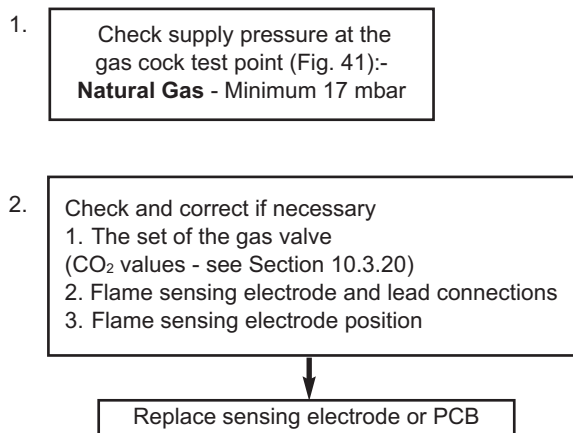 1.
Check supply pressure at the
gas cock test point (Fig. 41):-
Natural Gas - Minimum 17 mbar
2.
Check and correct if necessary
1. The set of the gas valve
(CO₂ values - see Section 10.3.20)
2. Flame sensing electrode and lead connections
3. Flame sensing electrode position
Replace sensing electrode or PCB